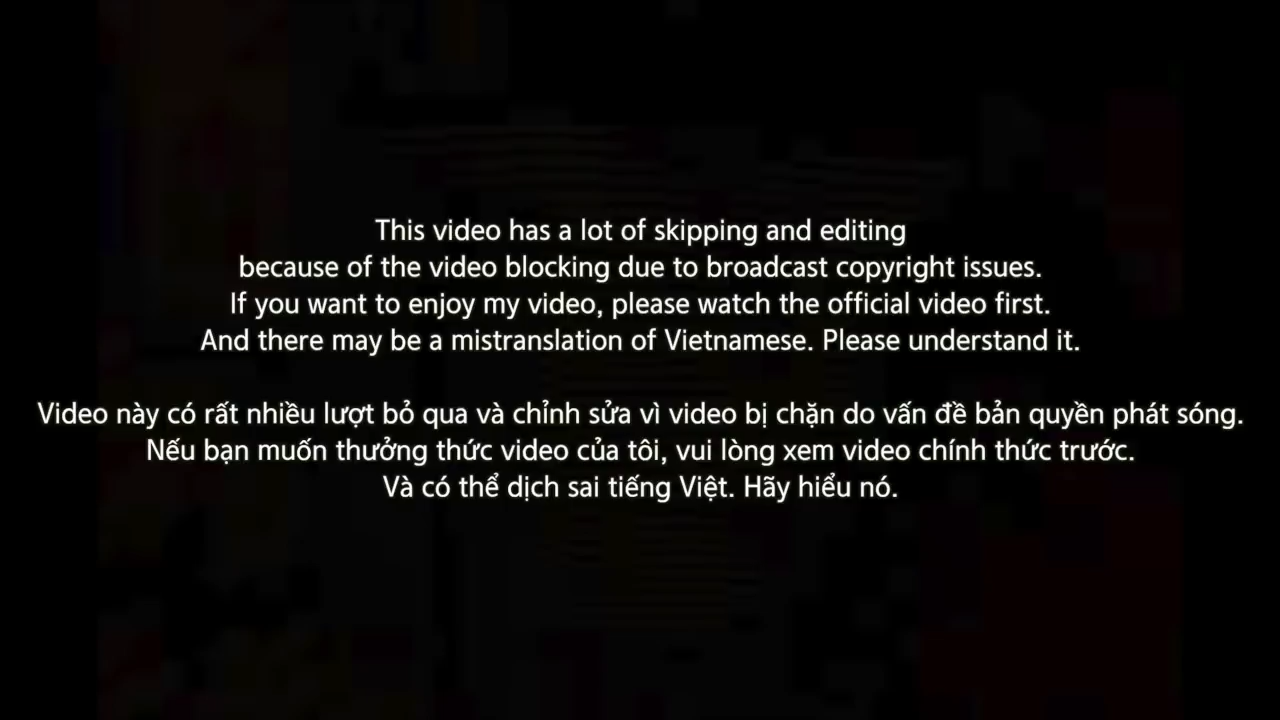 This video has a lot of skipping and editing
because of the video blocking due to broadcast copyright issues.
If you want to enjoy my video, please watch the official video first.
And there may be a mistranslation of Vietnamese. Please understand it.
Video này có rất nhiều lượt bỏ qua và chỉnh sửa vì video bị chặn do vấn đề bản quyền phát sóng.
Nếu bạn muốn thưởng thức video của tôi, vui lòng xem video chính thức trước.
Và có thể dịch sai tiếng Việt. Hãy hiểu nó.